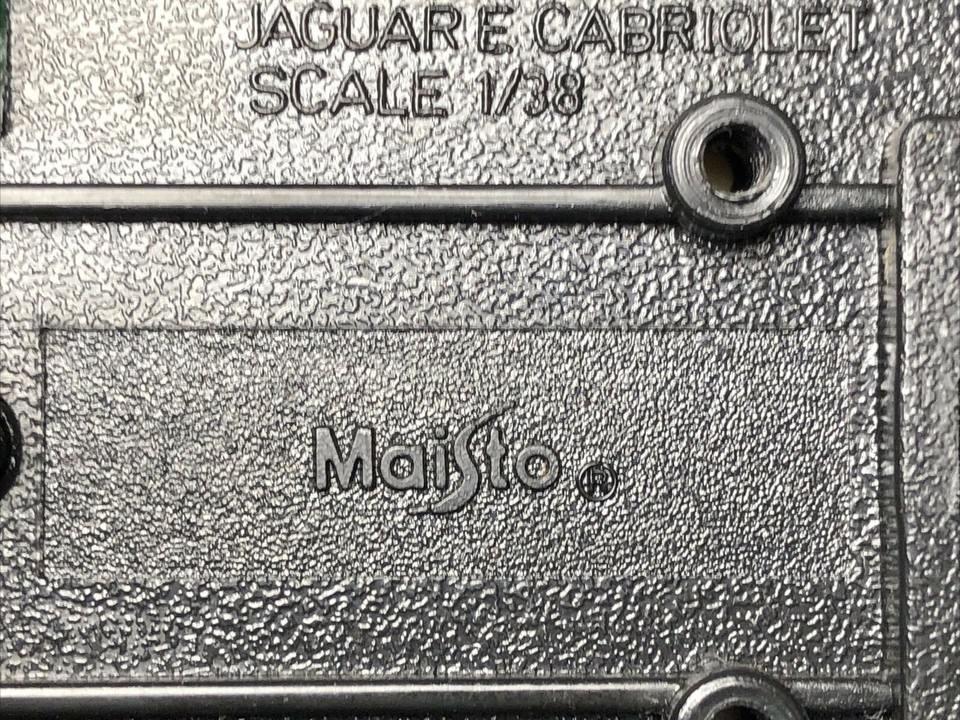 JAGUAR E CABRIOLET
SCALE 1/38
Maisto ®